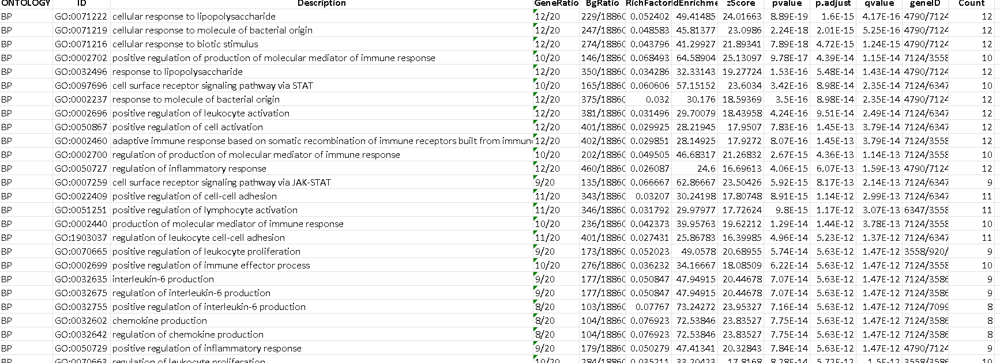 ONTOLOGY ID Description GeneRatio BgRatio RichFactor dEnrichme zScore pvalue p.adjust qvalue geneID Count
BP GO:0071222 cellular response to lipopolysaccharide 12/20 229/18860 0.052402 49.41485 24.01663 8.89E-19 1.6E-15 4.17E-16 4790/7124 12
BP GO:0071219 cellular response to molecule of bacterial origin 12/20 247/18860 0.048583 45.81377 23.0986 2.24E-18 2.01E-15 5.25E-16 4790/7124 12
BP GO:0071216 cellular response to biotic stimulus 12/20 274/18860 0.043796 41.29927 21.89341 7.89E-18 4.72E-15 1.24E-15 4790/7124 12
BP GO:0002702 positive regulation of production of molecular mediator of immune response 10/20 146/18860 0.068493 64.58904 25.13097 9.78E-17 4.39E-14 1.15E-14 7124/3558 10
BP GO:0032496 response to lipopolysaccharide 12/20 350/18860 0.034286 32.33143 19.27724 1.53E-16 5.48E-14 1.43E-14 4790/7124 12
BP GO:0097696 cell surface receptor signaling pathway via STAT 10/20 165/18860 0.060606 57.15152 23.6034 3.42E-16 8.98E-14 2.35E-14 7124/6347 10
BP GO:0002237 response to molecule of bacterial origin 12/20 375/18860 0.032 30.176 18.59369 3.5E-16 8.98E-14 2.35E-14 4790/7124 12
BP GO:0002696 positive regulation of leukocyte activation 12/20 381/18860 0.031496 29.70079 18.43958 4.24E-16 9.51E-14 2.49E-14 7124/6347 12
BP GO:0050867 positive regulation of cell activation 12/20 401/18860 0.029925 28.21945 17.9507 7.83E-16 1.45E-13 3.79E-14 7124/6347 12
BP GO:0002460 adaptive immune response based on somatic recombination of immune receptors built from immun 12/20 402/18860 0.029851 28.14925 17.9272 8.07E-16 1.45E-13 3.79E-14 7124/3558 12
BP GO:0002700 regulation of production of molecular mediator of immune response 10/20 202/18860 0.049505 46.68317 21.26832 2.67E-15 4.36E-13 1.14E-13 7124/3558 10
BP GO:0050727 regulation of inflammatory response 12/20 460/18860 0.026087 24.6 16.69613 4.06E-15 6.07E-13 1.59E-13 4790/7124 12
BP GO:0007259 cell surface receptor signaling pathway via JAK-STAT 9/20 135/18860 0.066667 62.86667 23.50426 5.92E-15 8.17E-13 2.14E-13 7124/6347 9
BP GO:0022409 positive regulation of cell-cell adhesion 11/20 343/18860 0.03207 30.24198 17.80748 8.91E-15 1.14E-12 2.99E-13 7124/6347 11
BP GO:0051251 positive regulation of lymphocyte activation 11/20 346/18860 0.031792 29.97977 17.72624 9.8E-15 1.17E-12 3.07E-13 6347/3558 11
BP GO:0002440 production of molecular mediator of immune response 10/20 236/18860 0.042373 39.95763 19.62212 1.29E-14 1.44E-12 3.78E-13 7124/3558 10
BP GO:1903037 regulation of leukocyte cell-cell adhesion 11/20 401/18860 0.027431 25.86783 16.39985 4.96E-14 5.23E-12 1.37E-12 7124/6347 11
BP GO:0070665 positive regulation of leukocyte proliferation 9/20 173/18860 0.052023 49.0578 20.68955 5.74E-14 5.63E-12 1.47E-12 3558/920/ 9
BP GO:0002699 positive regulation of immune effector process 10/20 276/18860 0.036232 34.16667 18.08509 6.22E-14 5.63E-12 1.47E-12 7124/3558 10
BP GO:0032635 interleukin-6 production 9/20 177/18860 0.050847 47.94915 20.44678 7.07E-14 5.63E-12 1.47E-12 7124/3586 9
BP GO:0032675 regulation of interleukin-6 production 9/20 177/18860 0.050847 47.94915 20.44678 7.07E-14 5.63E-12 1.47E-12 7124/3586 9
BP GO:0032755 positive regulation of interleukin-6 production 8/20 103/18860 0.07767 73.24272 23.95327 7.16E-14 5.63E-12 1.47E-12 7124/7099 8
BP GO:0032602 chemokine production 8/20 104/18860 0.076923 72.53846 23.83527 7.75E-14 5.63E-12 1.47E-12 7124/3586 8
BP GO:0032642 regulation of chemokine production 8/20 104/18860 0.076923 72.53846 23.83527 7.75E-14 5.63E-12 1.47E-12 7124/3586 8
BP GO:0050729 positive regulation of inflammatory response 9/20 179/18860 0.050279 47.41341 20.32843 7.84E-14 5.63E-12 1.47E-12 4790/7124 9
BP GO:0070663 regulation of leukocyte proliferation 10/20 284/18860 0.035211 33.20423 17.8168 8.28E-14 5.72E-12 1.5E-12 3558/3586 10